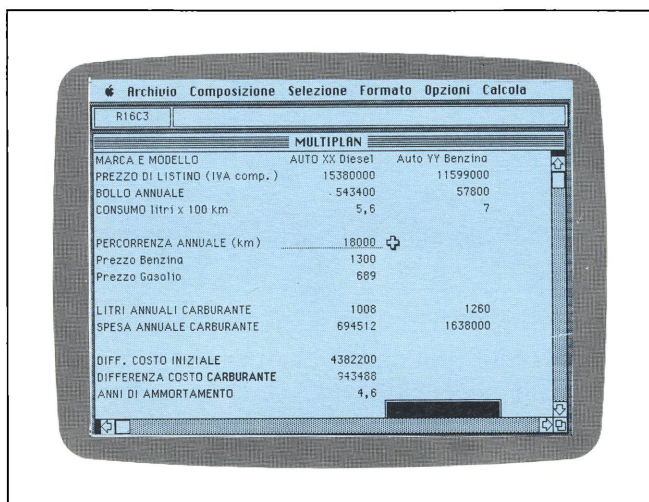 Archivio Composizione Selezione Formato Opzioni Calcola
R16C3
MULTIPLAN
MARCA E MODELLO AUTO XX Diesel Auto YY Benzina
PREZZO DI LISTINO (IVA comp.) 15380000 11599000
BOLLO ANNUALE 543400 57800
CONSUMO litri x 100 km 5,6 7
PERCORRENZA ANNUALE (km) 18000
Prezzo Benzina 1300
Prezzo Gasolio 689
LITRI ANNUALI CARBURANTE 1008 1260
SPESA ANNUALE CARBURANTE 694512 1638000
DIFF. COSTO INIZIALE 4382200
DIFFERENZA COSTO CARBURANTE 943488
ANNI DI AMMORTAMENTO 4,6